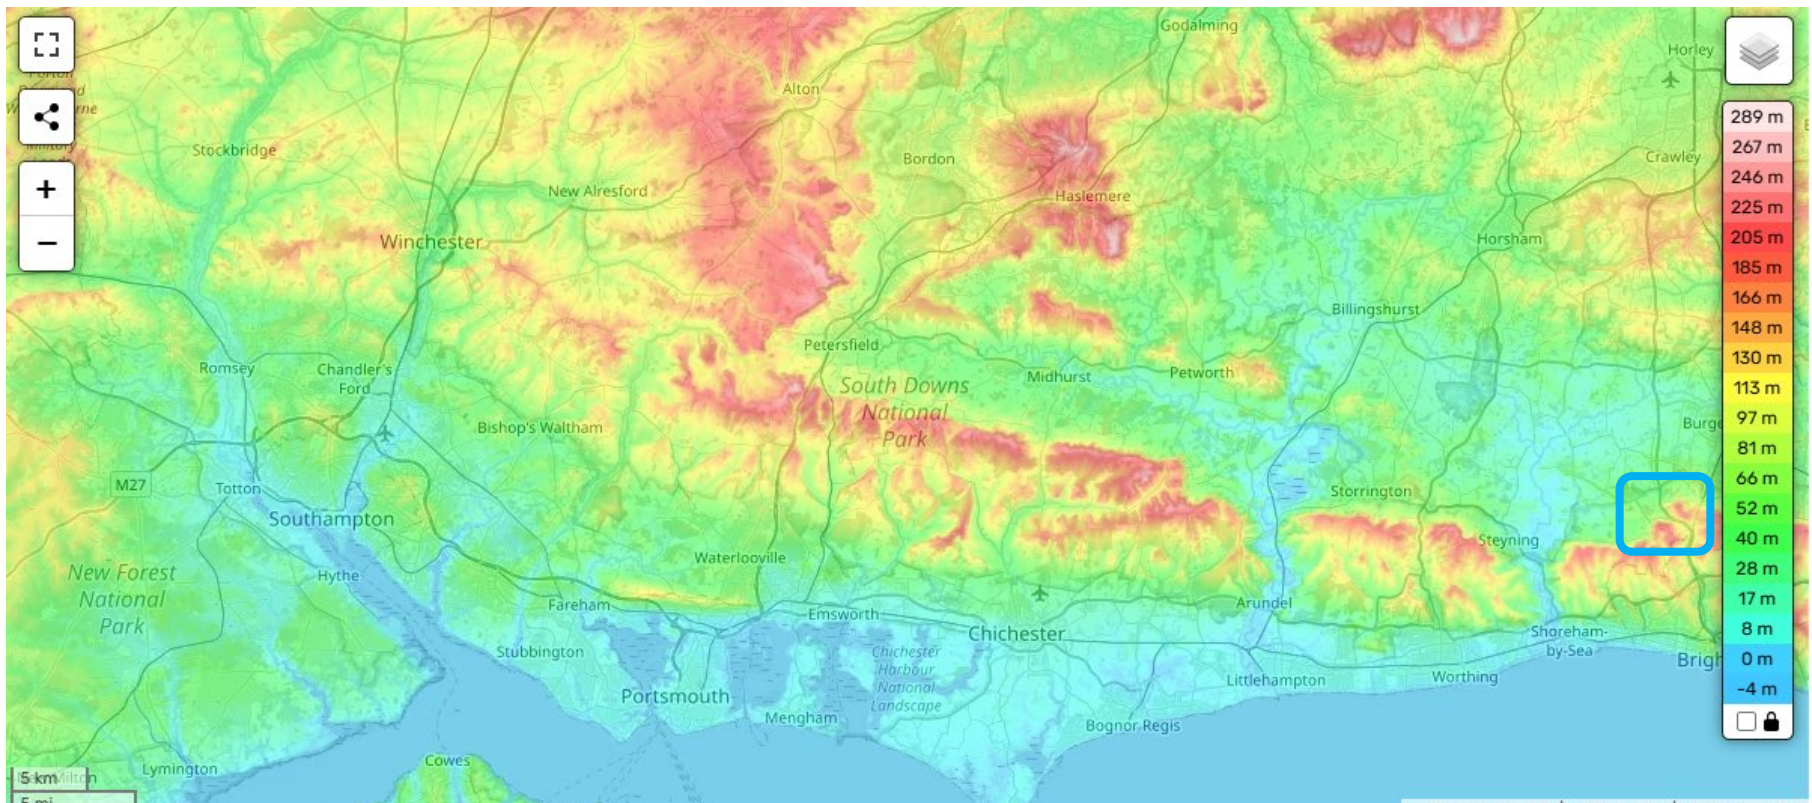 Godalming
Horley
Alton
289 m
267 m
Stockbridge
Bordon
Crawley
246 m
New Alresford
Haslemere
225 m
Winchester
Horsham
205 m
185 m
166 m
Billingshurst
148 m
Petersfield
130 m
Romsey
Chandler's
Ford
Midhurst
Petworth
South Downs
National
Park
113 m
97 m
Bishop's Waltham
Burge
81 m
M27
Totton
Storrington
66 m
Southampton
52 m
Steyning
40 m
Waterlooville
28 m
Hythe
New Forest
National
Park
Fareham
Emsworth
Arundel
17 m
Chichester
Shoreham-
by-Sea
8 m
Stubbington
Chichester
Harbour
National
Landscape
Brigh
0 m
Portsmouth
Littlehampton
Worthing
-4 m
Mengham
Bognor Regis
Cowes
Lymington
5 km
5 mi